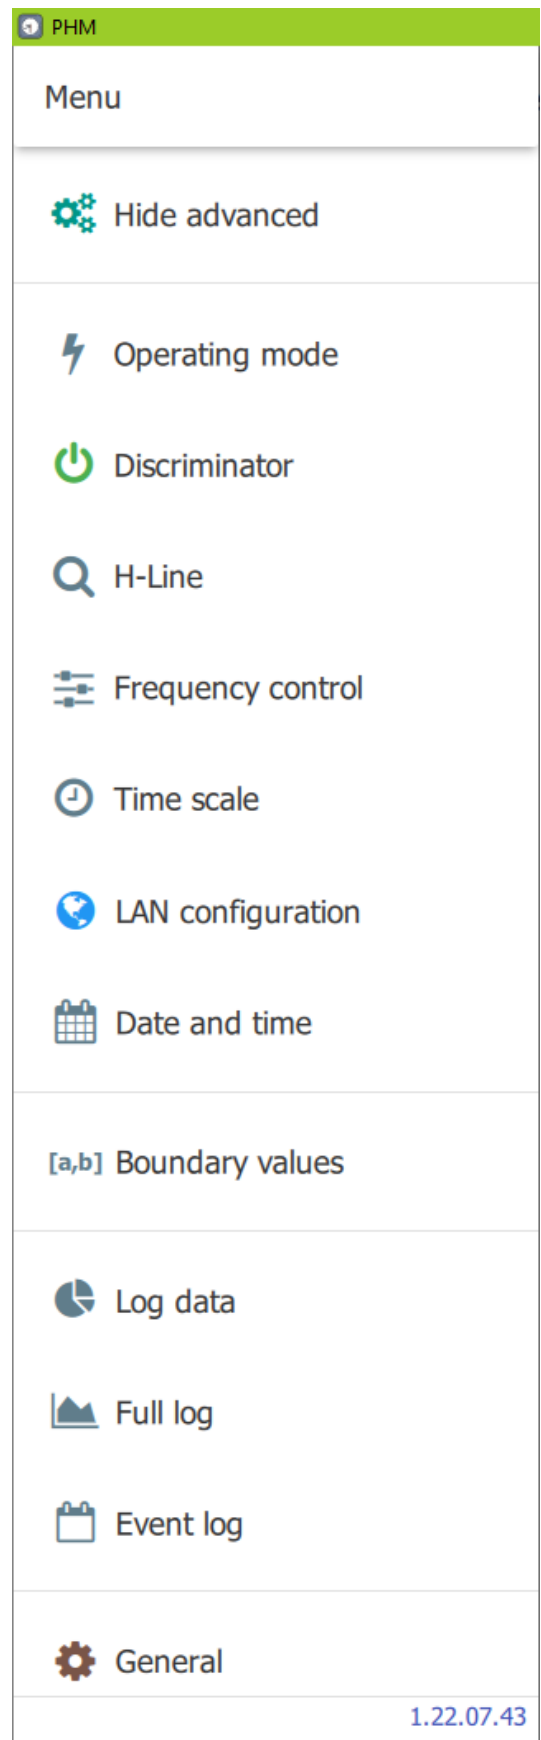 PHM
Menu
Hide advanced
Operating mode
Discriminator
H-Line
Frequency control
Time scale
LAN configuration
Date and time
[a,b] Boundary values
Log data
Full log
Event log
General
1.22.07.43